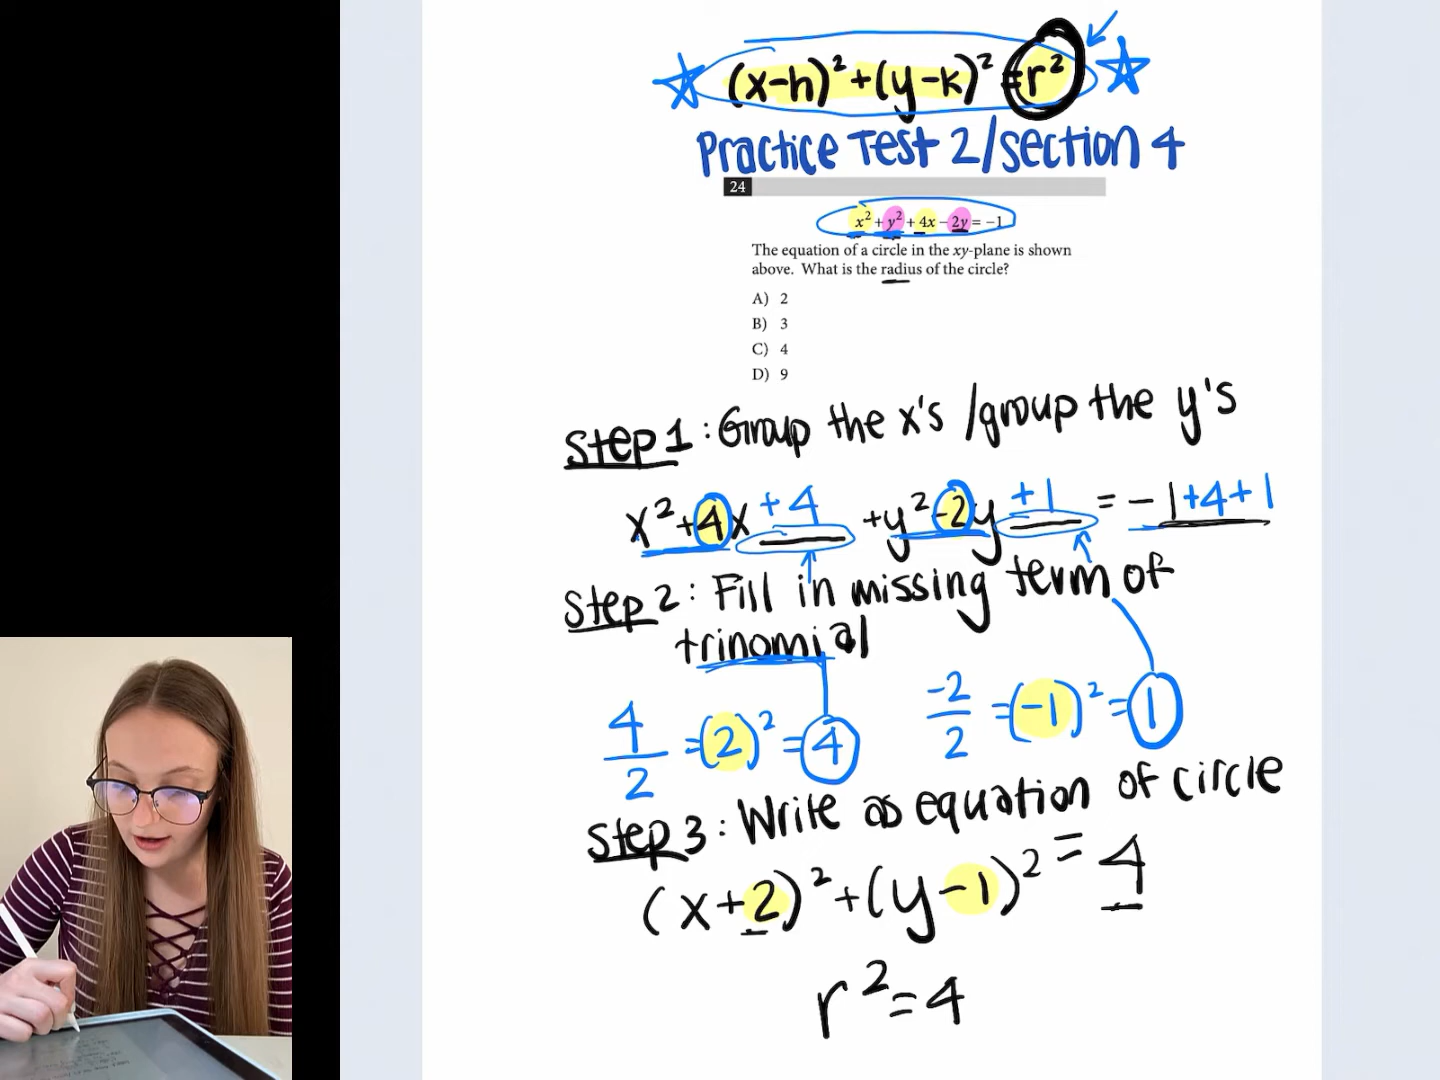 (x-h)² + (y-k)² = r²
Practice Test 2/section 4
24
x² + y² + 4x - 2y = -1
The equation of a circle in the xy-plane is shown
above. What is the radius of the circle?
A) 2
B) 3
C) 4
D) 9
Step 1: Group the x's /group the y's
x² + 4x + 4 + y² - 2y + 1 = -1+4+1
Step 2: Fill in missing term of
trinomial
4/2 = (2)² = 4 -2/2 = (-1)² = 1
Step 3: Write as equation of circle
(x+2)² + (y-1)² = 4
r² = 4